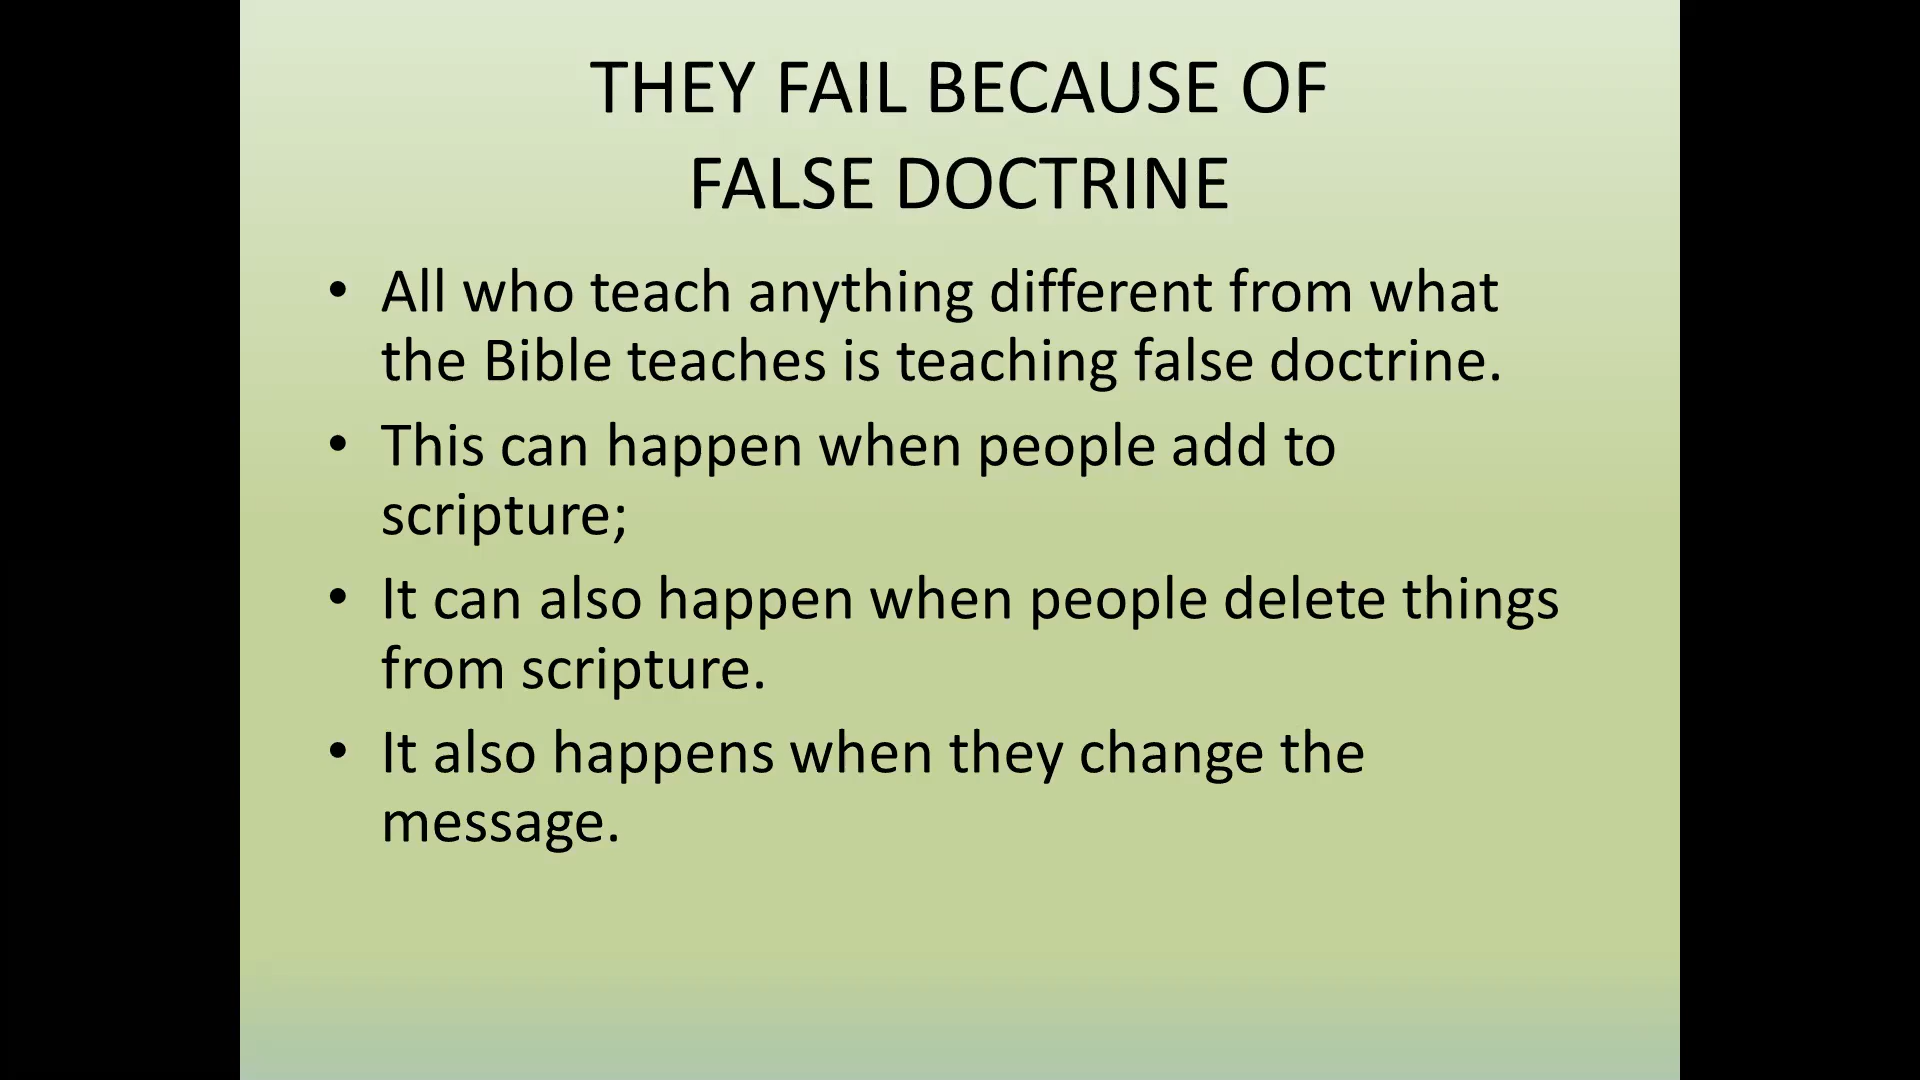 THEY FAIL BECAUSE OF
FALSE DOCTRINE
• All who teach anything different from what
the Bible teaches is teaching false doctrine.
• This can happen when people add to
scripture;
• It can also happen when people delete things
from scripture.
• It also happens when they change the
message.